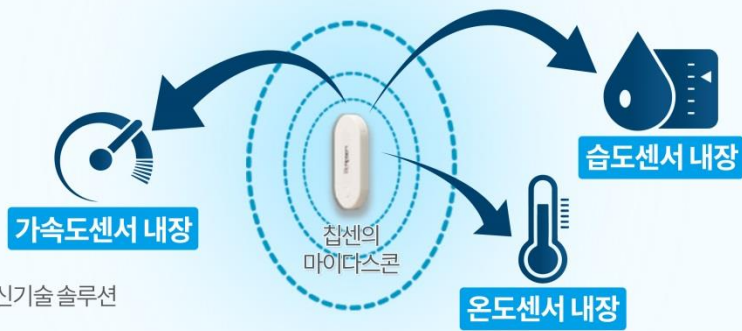 습도센서 내장
가속도센서 내장
칩센의
마이다스콘
신기술 솔루션
온도센서 내장